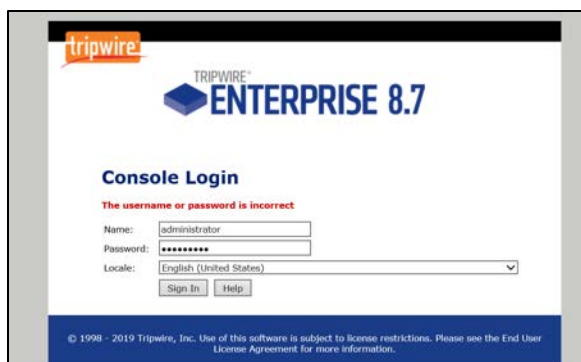 tripwire
TRIPWIRE
ENTERPRISE 8.7
Console Login
The username or password is incorrect
Name: administrator
Password: •••••••••
Locale: English (United States)
Sign In Help
© 1998 - 2019 Tripwire, Inc. Use of this software is subject to license restrictions. Please see the End User
License Agreement for more information.